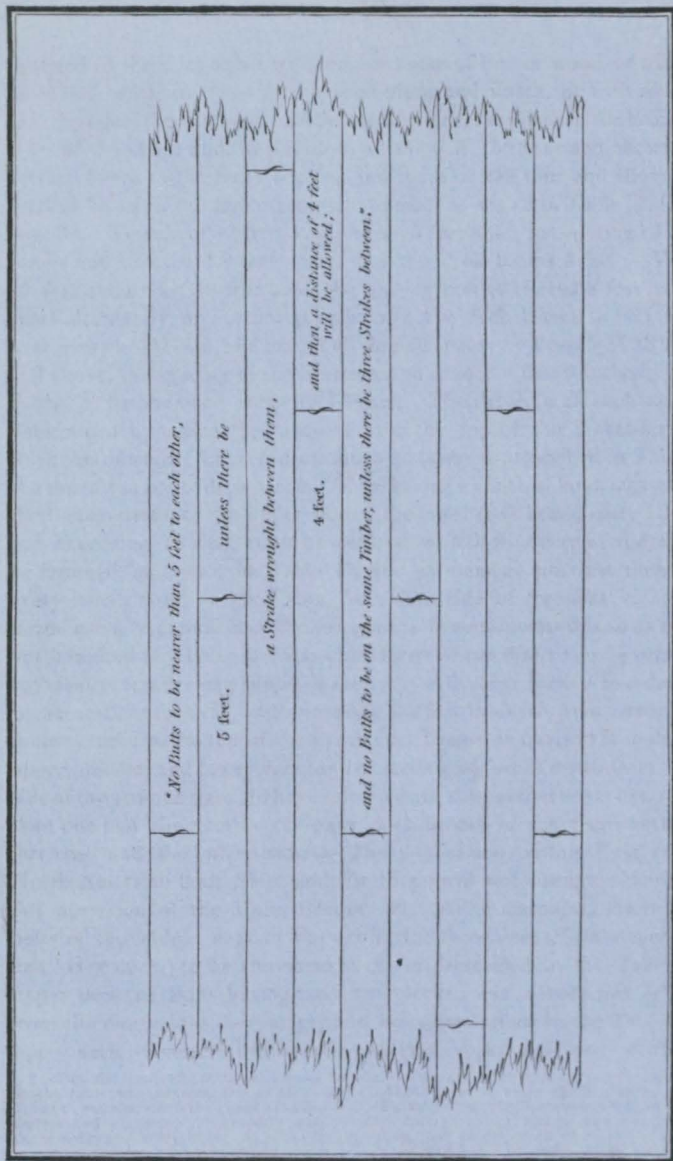 "No Butts to be nearer than 5 feet to each other,
5 feet.
unless there be
a Strake wrought between them,
and then a distance of 4 feet
will be allowed;
4 feet.
and no Butts to be on the same Timber, unless there be three Strakes between."